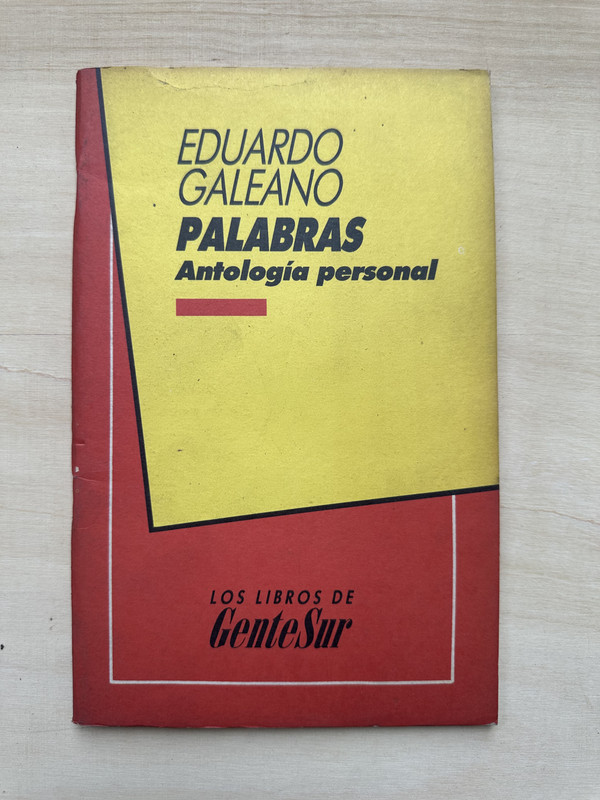 EDUARDO
GALEANO
PALABRAS
Antología personal
LOS LIBROS DE
GenteSur